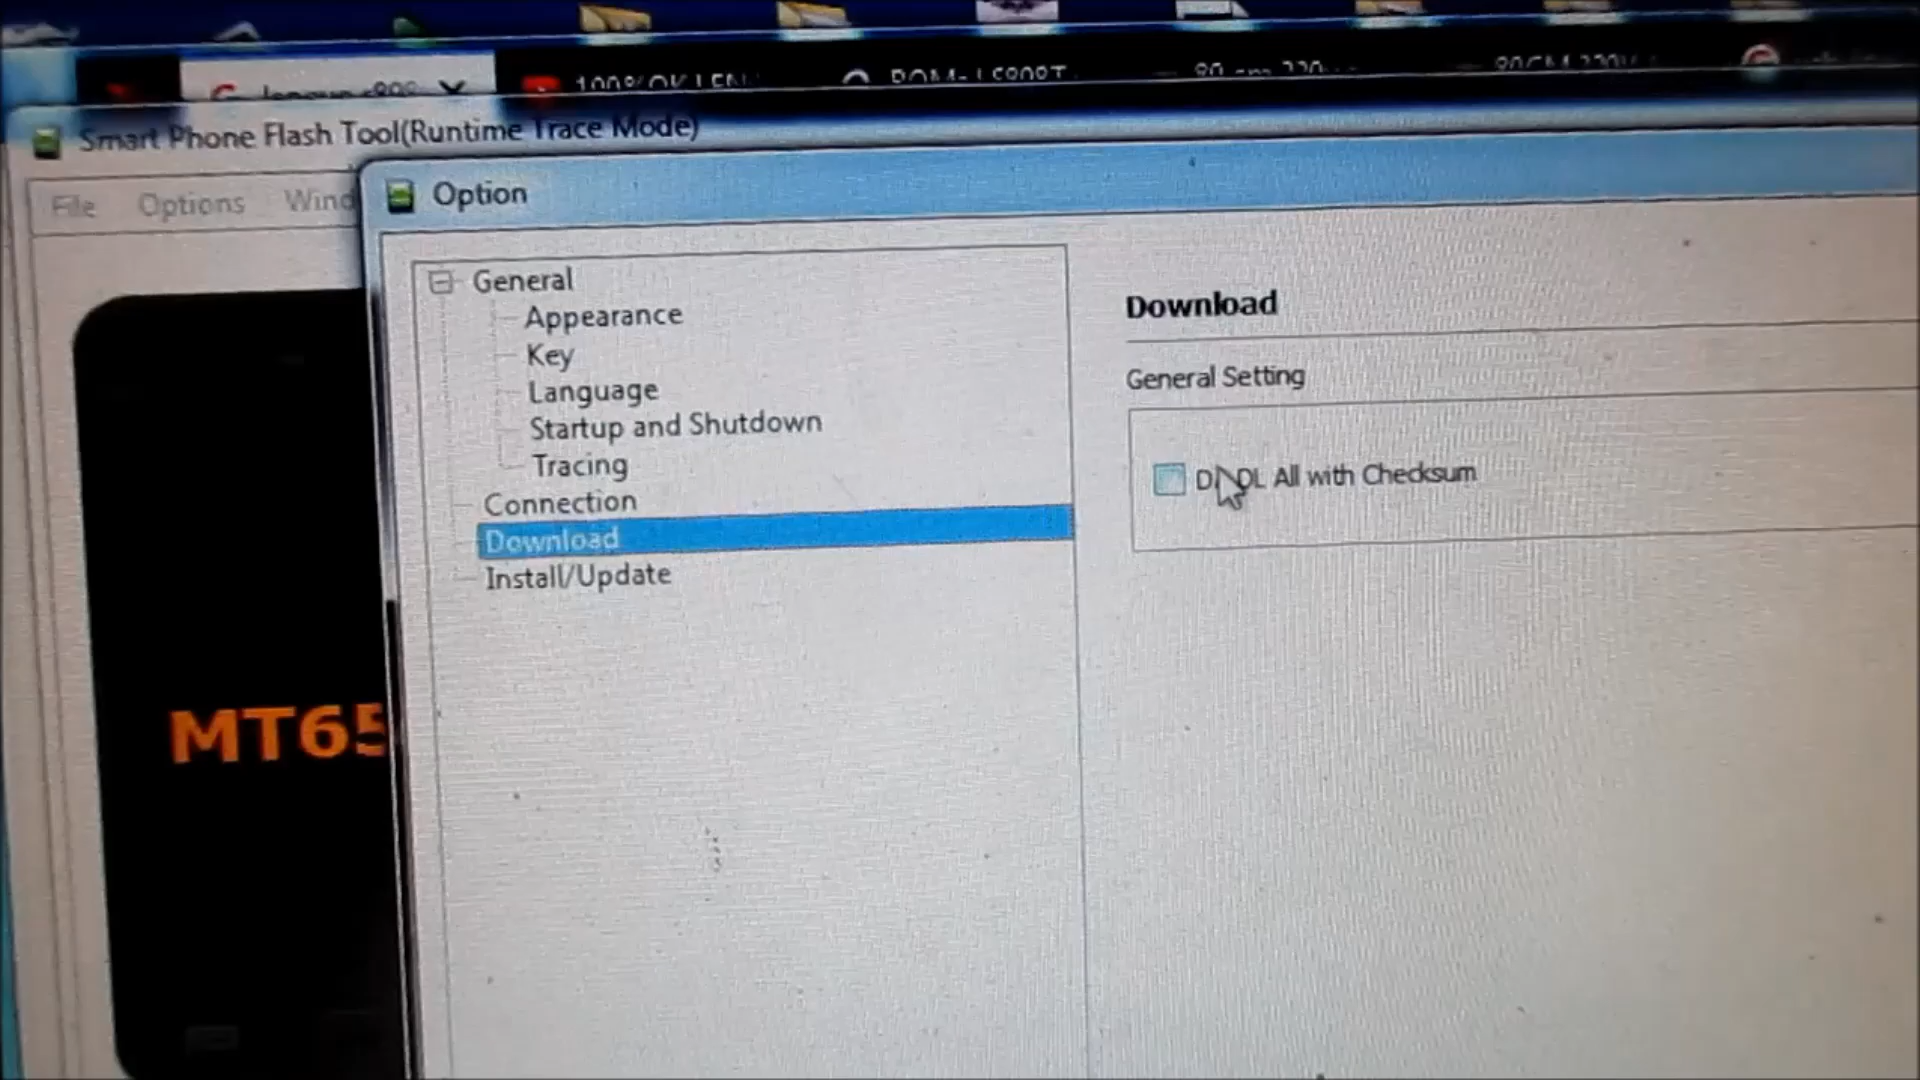 Smart Phone Flash Tool(Runtime Trace Mode)
File Options Wind
Option
General
Appearance
Key
Language
Startup and Shutdown
Tracing
Connection
Download
Install/Update
Download
General Setting
All with Checksum
MT65